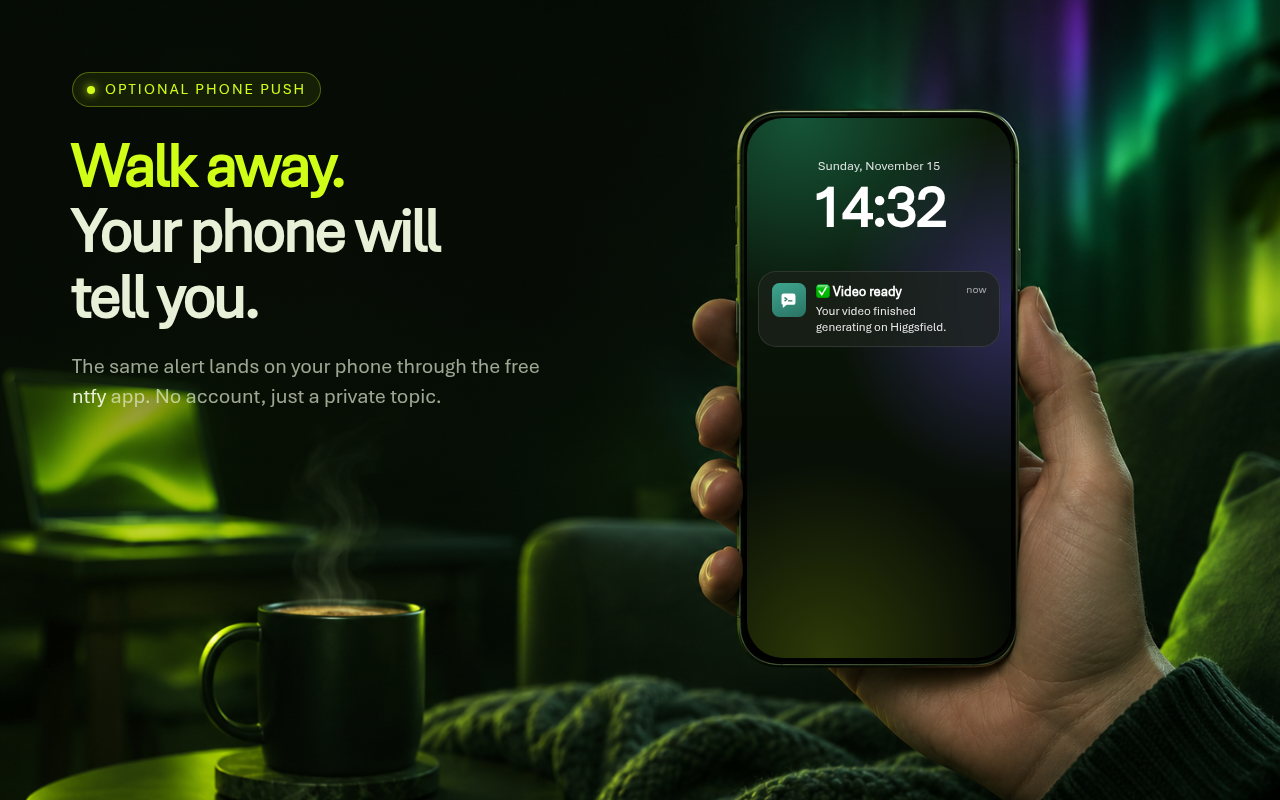 OPTIONAL PHONE PUSH
Walk away.
Your phone will
tell you.
The same alert lands on your phone through the free
ntfy app. No account, just a private topic.
Sunday, November 15
14:32
✅ Video ready
now
Your video finished
generating on Higgsfield.